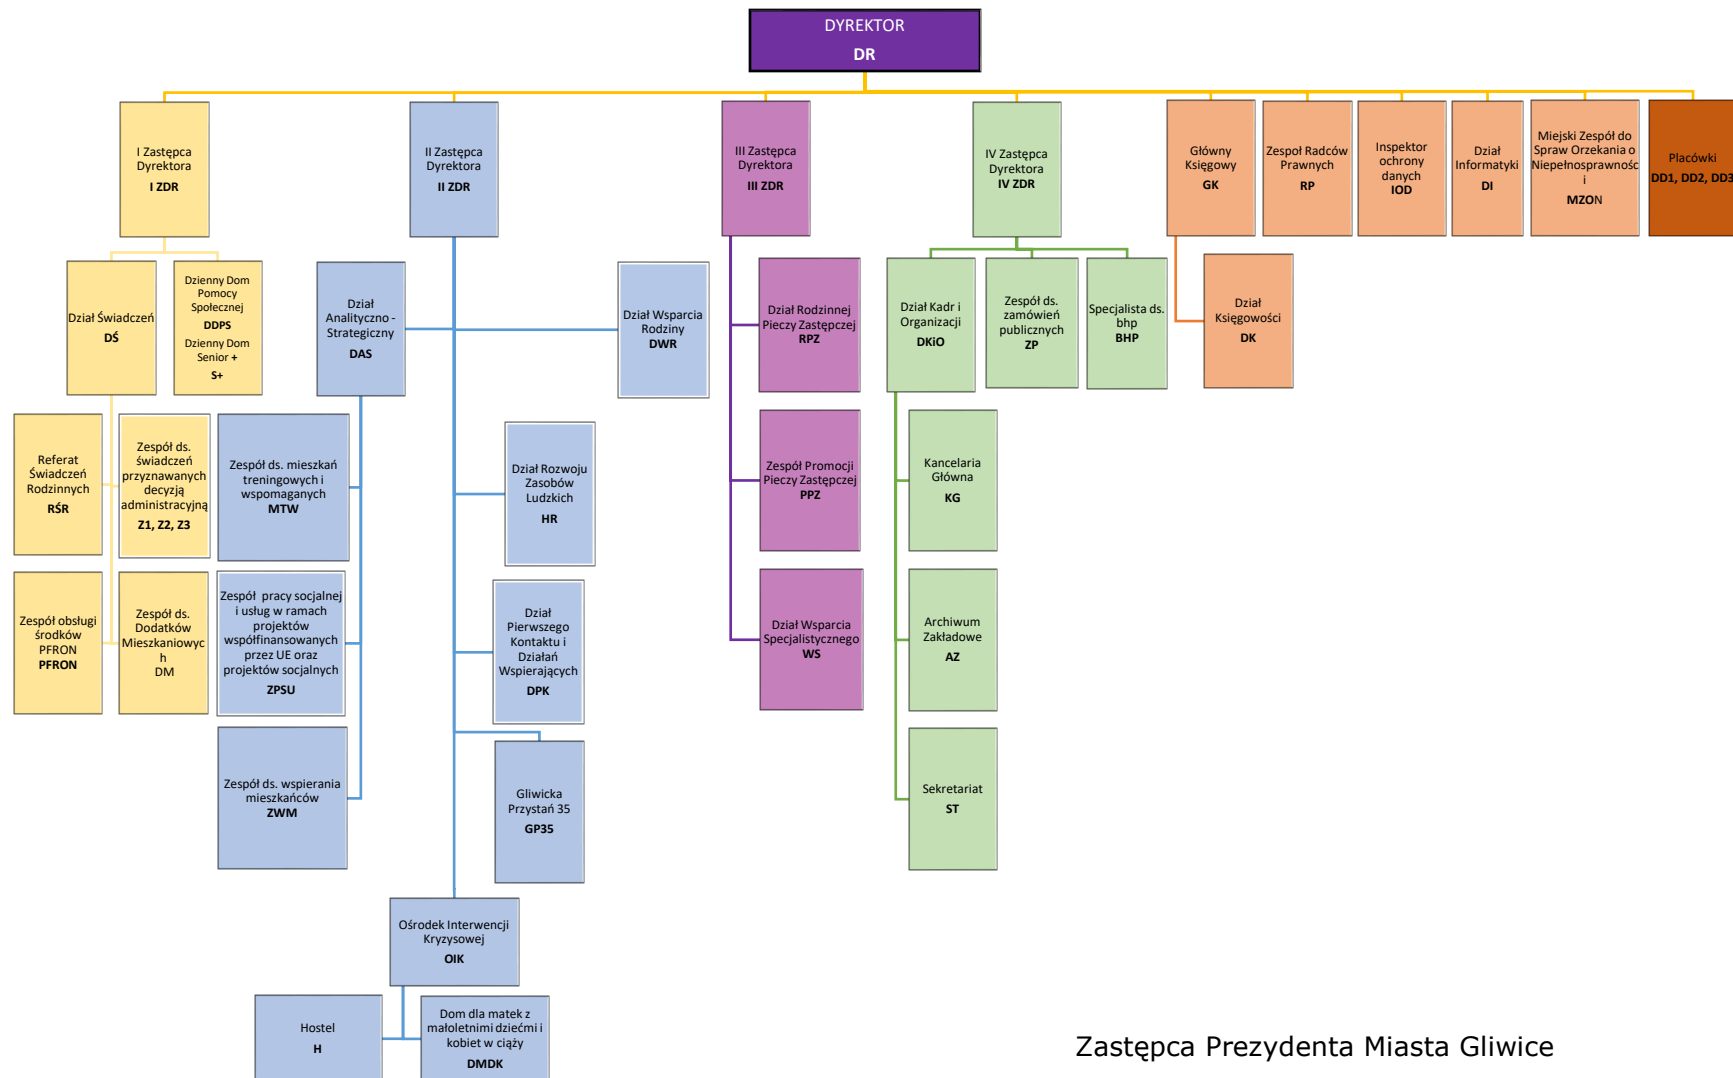 DYREKTOR
DR
I Zastępca
Dyrektora
I ZDR
II Zastępca
Dyrektora
II ZDR
III Zastępca
Dyrektora
III ZDR
IV Zastępca
Dyrektora
IV ZDR
Główny
Księgowy
GK
Zespoł Radców
Prawnych
RP
Inspektor
ochrony
danych
IOD
Dział
Informatyki
DI
Miejski Zespół do
Spraw Orzekania o
Niepełnosprawnośc
i
MZON
Placówki
DD1, DD2, DD3
Dział Świadczeń
DŚ
Dzienny Dom
Pomocy
Społecznej
DDPS
Dzienny Dom
Senior +
S+
Dział
Analityczno -
Strategiczny
DAS
Dział Wsparcia
Rodziny
DWR
Dział Rodzinnej
Pieczy Zastępczej
RPZ
Dział Kadr i
Organizacji
DKiO
Zespół ds.
zamówień
publicznych
ZP
Specjalista ds.
bhp
BHP
Dział
Księgowości
DK
Referat
Świadczeń
Rodzinnych
RŚR
Zespół ds.
świadczeń
przyznawanych
decyzją
administracyjną
Z1, Z2, Z3
Zespół ds. mieszkań
treningowych i
wspomaganych
MTW
Dział Rozwoju
Zasobów
Ludzkich
HR
Zespół Promocji
Pieczy Zastępczej
PPZ
Kancelaria
Główna
KG
Zespół obsługi
środków
PFRON
PFRON
Zespół ds.
Dodatków
Mieszkaniowyc
h
DM
Zespół  pracy socjalnej
i usług w ramach
projektów
współfinansowanych
przez UE oraz
projektów socjalnych
ZPSU
Dział
Pierwszego
Kontaktu i
Działań
Wspierających
DPK
Dział Wsparcia
Specjalistycznego
WS
Archiwum
Zakładowe
AZ
Zespół ds. wspierania
mieszkańców
ZWM
Gliwicka
Przystań 35
GP35
Sekretariat
ST
Ośrodek Interwencji
Kryzysowej
OIK
Hostel
H
Dom dla matek z
małoletnimi dziećmi i
kobiet w ciąży
DMDK
Zastępca Prezydenta Miasta Gliwice